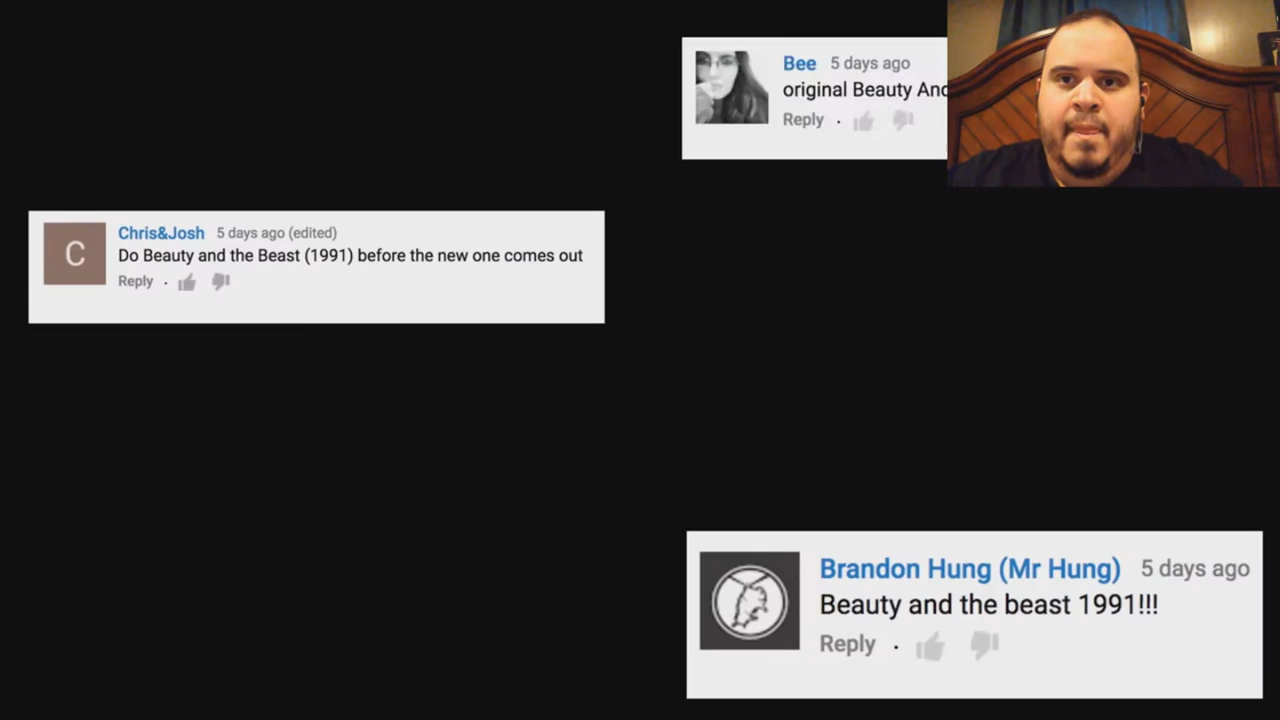 Bee 5 days ago
original Beauty And
Reply ·
C
Chris&Josh 5 days ago (edited)
Do Beauty and the Beast (1991) before the new one comes out
Reply ·
Brandon Hung (Mr Hung) 5 days ago
Beauty and the beast 1991!!!
Reply ·